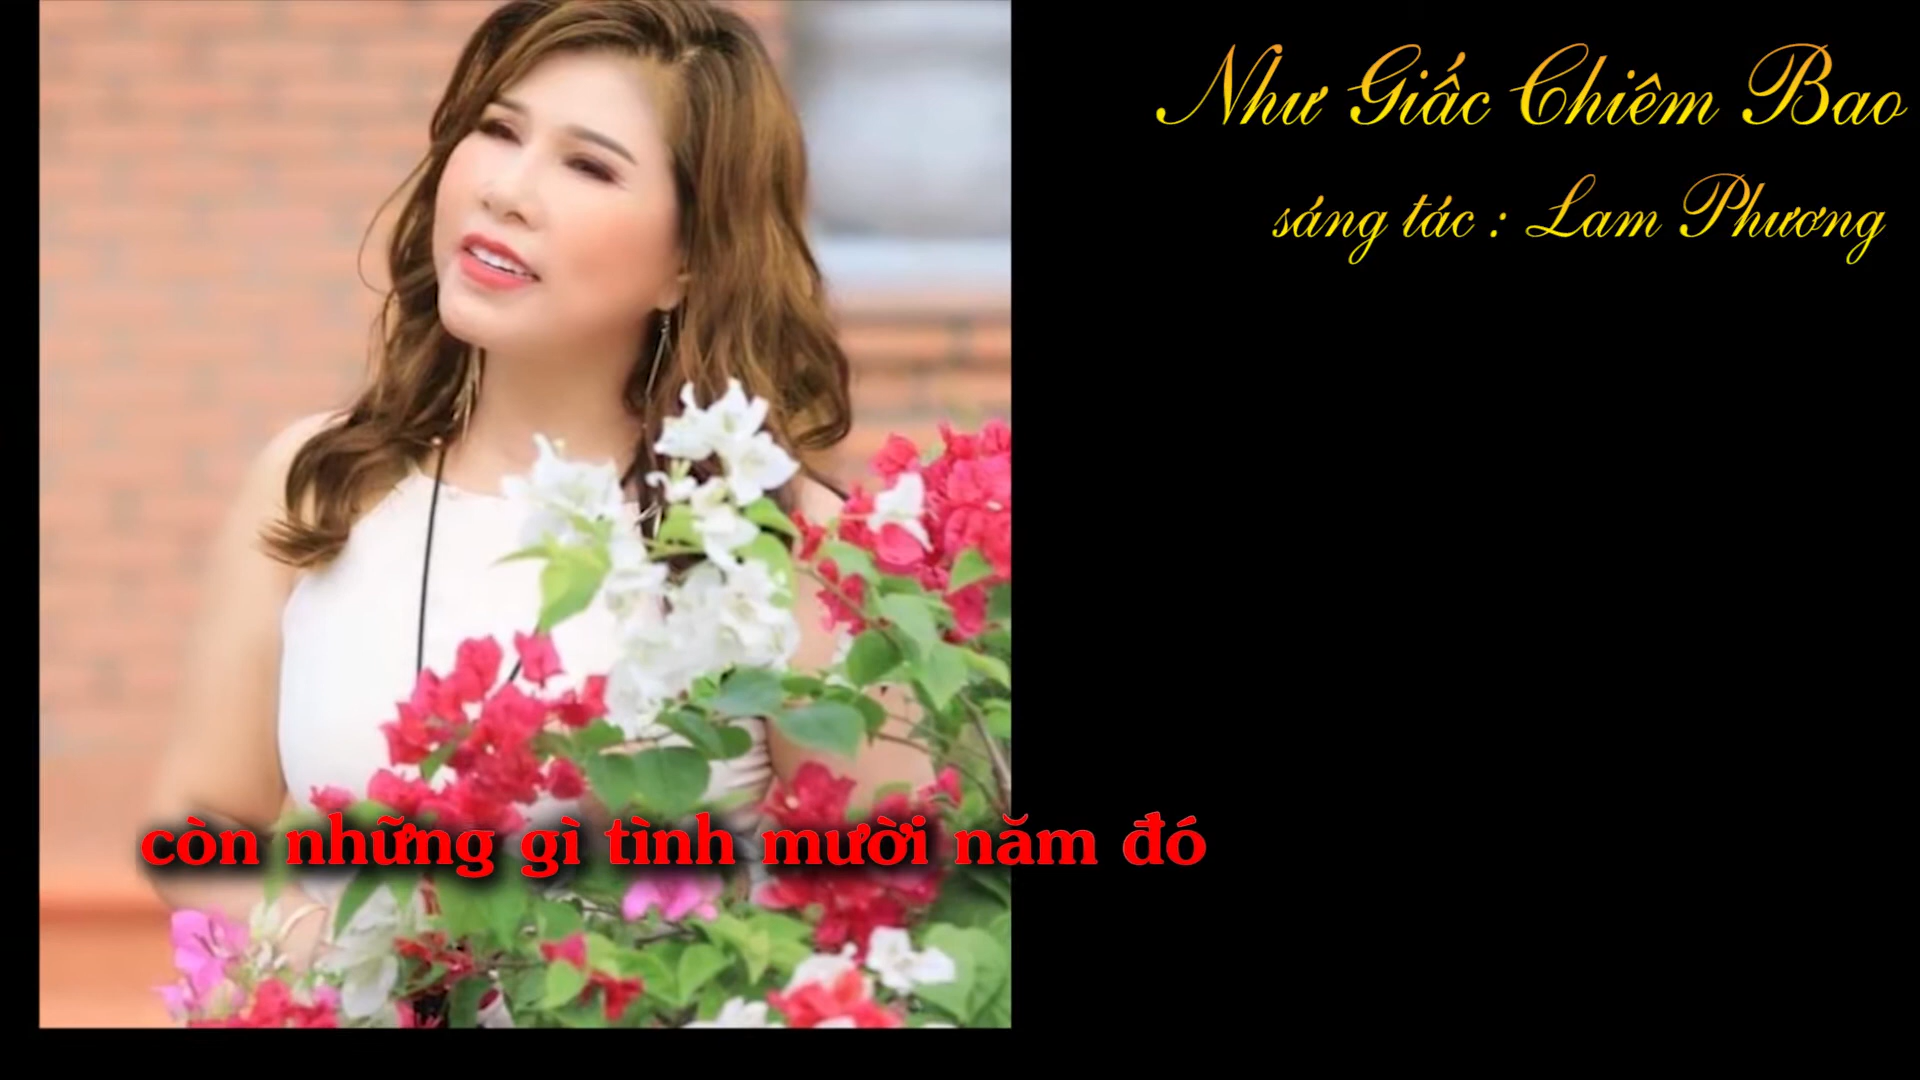 Như Giấc Chiêm Bao
sáng tác : Lam Phương
còn những gì tình mười năm đó